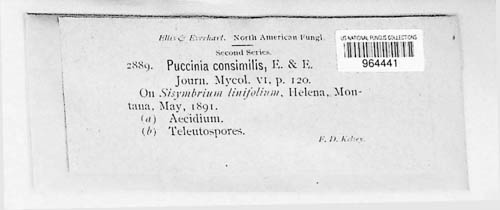 Ellis & Everhart. North American Fungi.
Second Series.
US NATIONAL FUNGUS COLLECTIONS
964441
2889. Puccinia consimilis, E. & E.
Journ. Mycol. VI, p. 120.
On Sisymbrium linifolium, Helena, Mon-
tana, May, 1891.
(a) Aecidium.
(b) Teleutospores.
F. D. Kelsey.